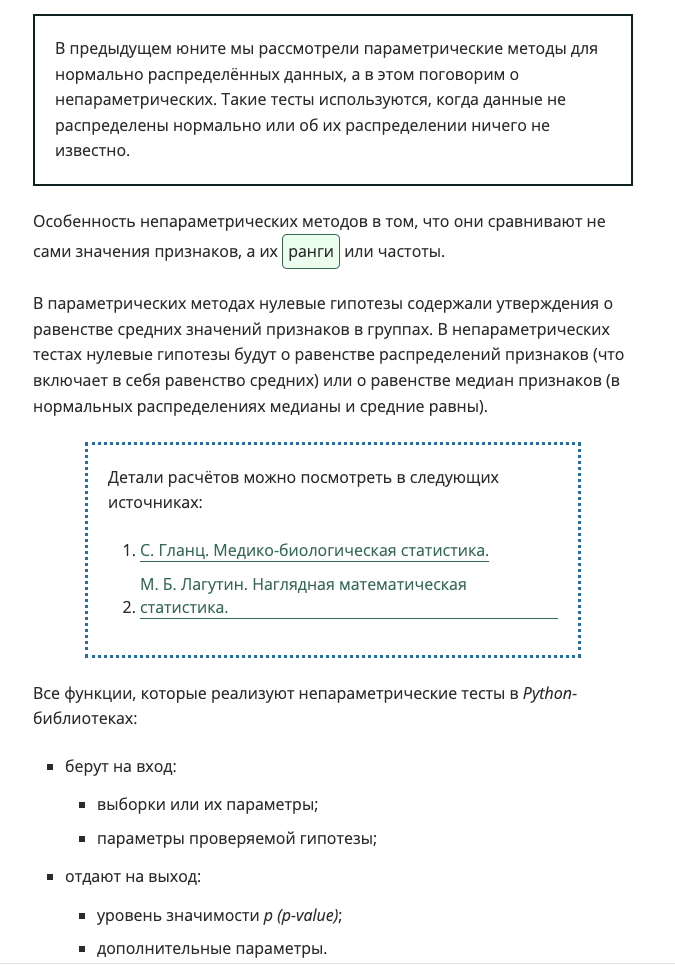 В предыдущем юните мы рассмотрели параметрические методы для
нормально распределённых данных, а в этом поговорим о
непараметрических. Такие тесты используются, когда данные не
распределены нормально или об их распределении ничего не
известно.
Особенность непараметрических методов в том, что они сравнивают не
сами значения признаков, а их ранги или частоты.
В параметрических методах нулевые гипотезы содержали утверждения о
равенстве средних значений признаков в группах. В непараметрических
тестах нулевые гипотезы будут о равенстве распределений признаков (что
включает в себя равенство средних) или о равенстве медиан признаков (в
нормальных распределениях медианы и средние равны).
Детали расчётов можно посмотреть в следующих
источниках:
1. С. Гланц. Медико-биологическая статистика.
М. Б. Лагутин. Наглядная математическая
2. статистика.
Все функции, которые реализуют непараметрические тесты в Python-
библиотеках:
▪ берут на вход:
▪ выборки или их параметры;
▪ параметры проверяемой гипотезы;
▪ отдают на выход:
▪ уровень значимости p (p-value);
▪ дополнительные параметры.